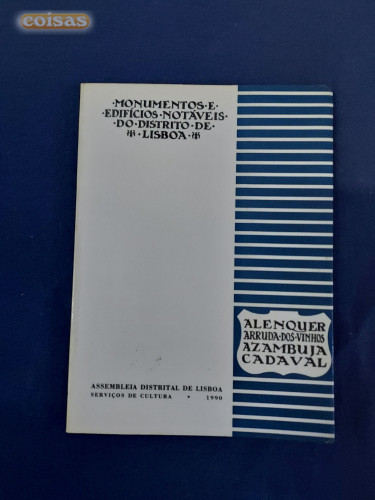 coisas
·MONUMENTOS·E·
·EDIFÍCIOS·NOTÁVEIS·
·DO·DISTRITO·DE·
·LISBOA·
ALENQUER
ARRUDA·DOS·VINHOS
AZAMBUJA
CADAVAL
ASSEMBLEIA DISTRITAL DE LISBOA
SERVIÇOS DE CULTURA • 1990